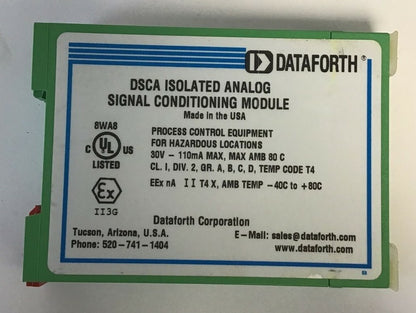 DATAFORTH®
DSCA ISOLATED ANALOG
SIGNAL CONDITIONING MODULE
Made in the USA
8WA8
C UL US
LISTED
PROCESS CONTROL EQUIPMENT
FOR HAZARDOUS LOCATIONS
30V – 110mA MAX, MAX AMB 80 C
CL. I, DIV. 2, GR. A, B, C, D, TEMP CODE T4
Ex
II3G
EEx nA II T4 X, AMB TEMP -40C to +80C
Dataforth Corporation
Tucson, Arizona, U.S.A.
Phone: 520-741-1404
E-Mail: sales@dataforth.com
www.dataforth.com